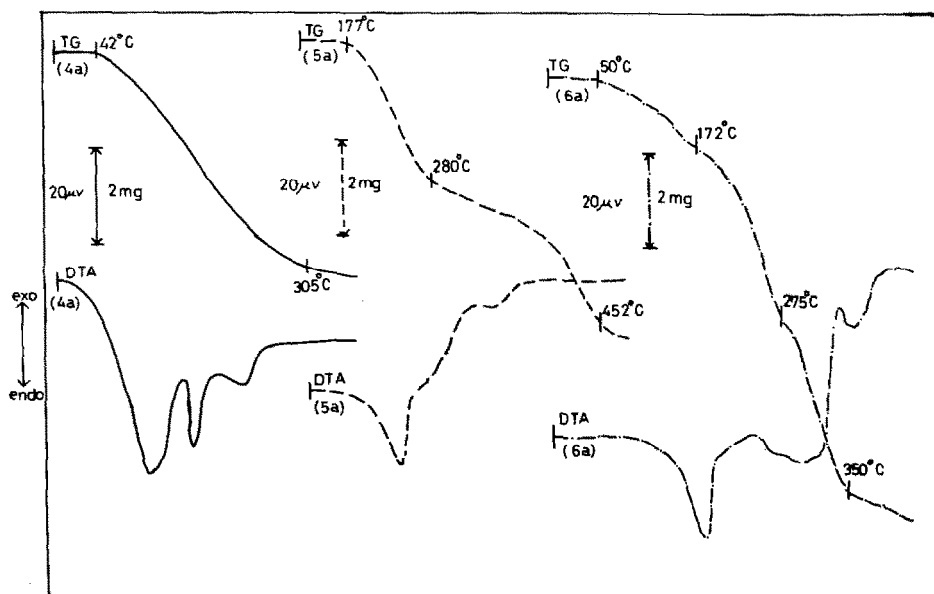 TG 42°C
(4a)
20μv 2mg
305°C
DTA
(4a)
exo
endo
TG 177°C
(5a)
20μv 2mg
280°C
452°C
DTA
(5a)
TG 50°C
(6a)
172°C
20μv 2mg
275°C
350°C
DTA
(6a)